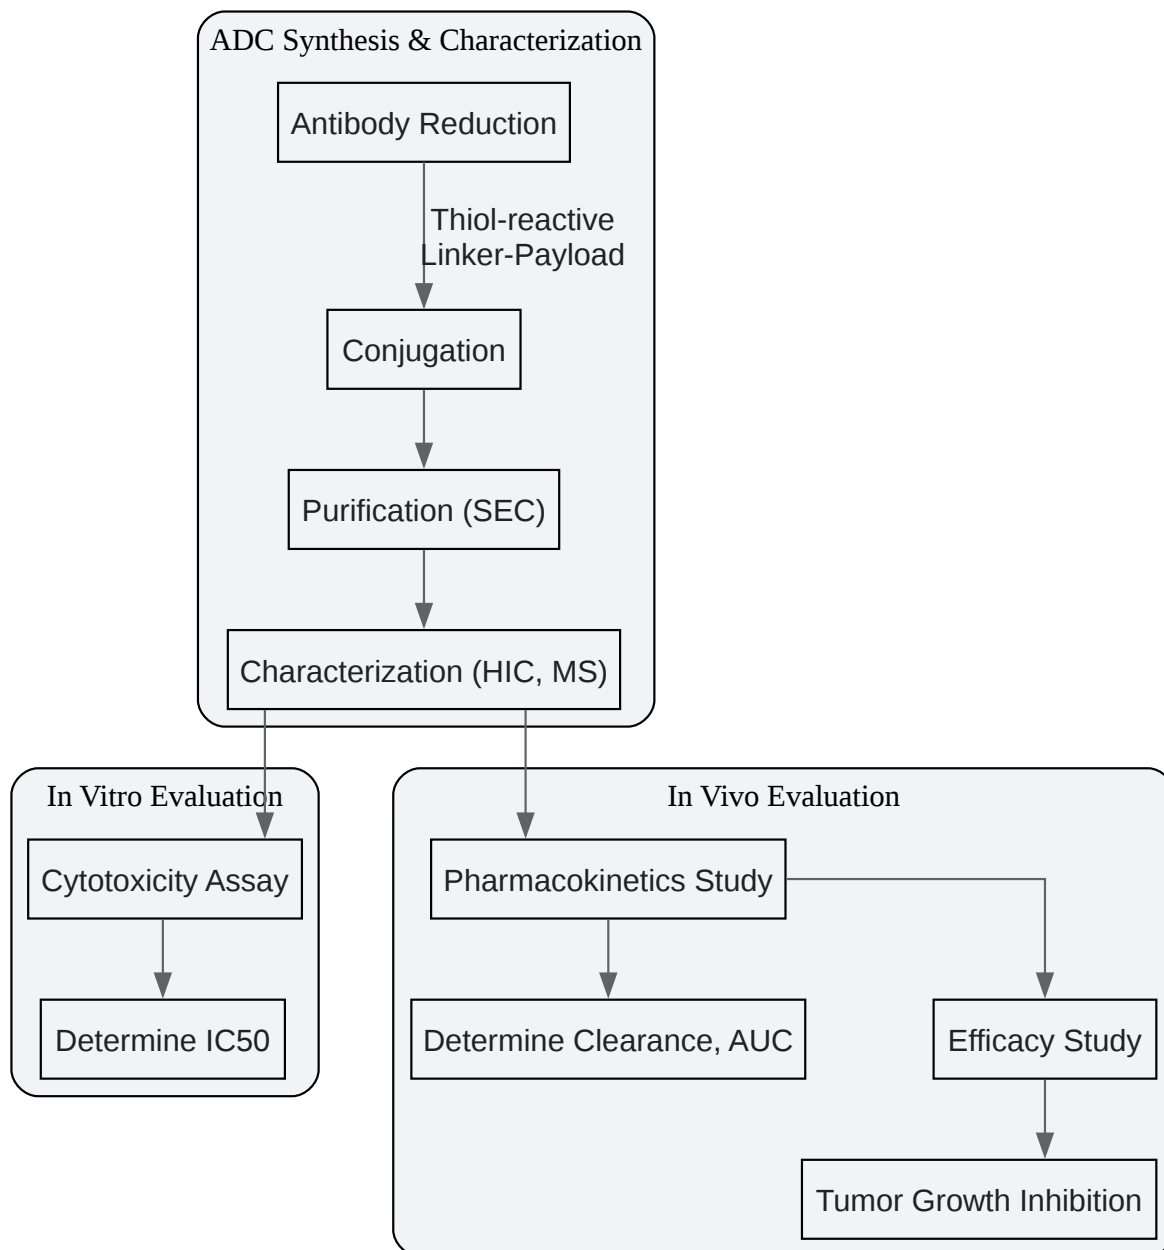 ADC Synthesis & Characterization
Antibody Reduction
Thiol-reactive
Linker-Payload
Conjugation
Purification (SEC)
Characterization (HIC, MS)
In Vitro Evaluation
Cytotoxicity Assay
Determine IC50
In Vivo Evaluation
Pharmacokinetics Study
Determine Clearance, AUC
Efficacy Study
Tumor Growth Inhibition